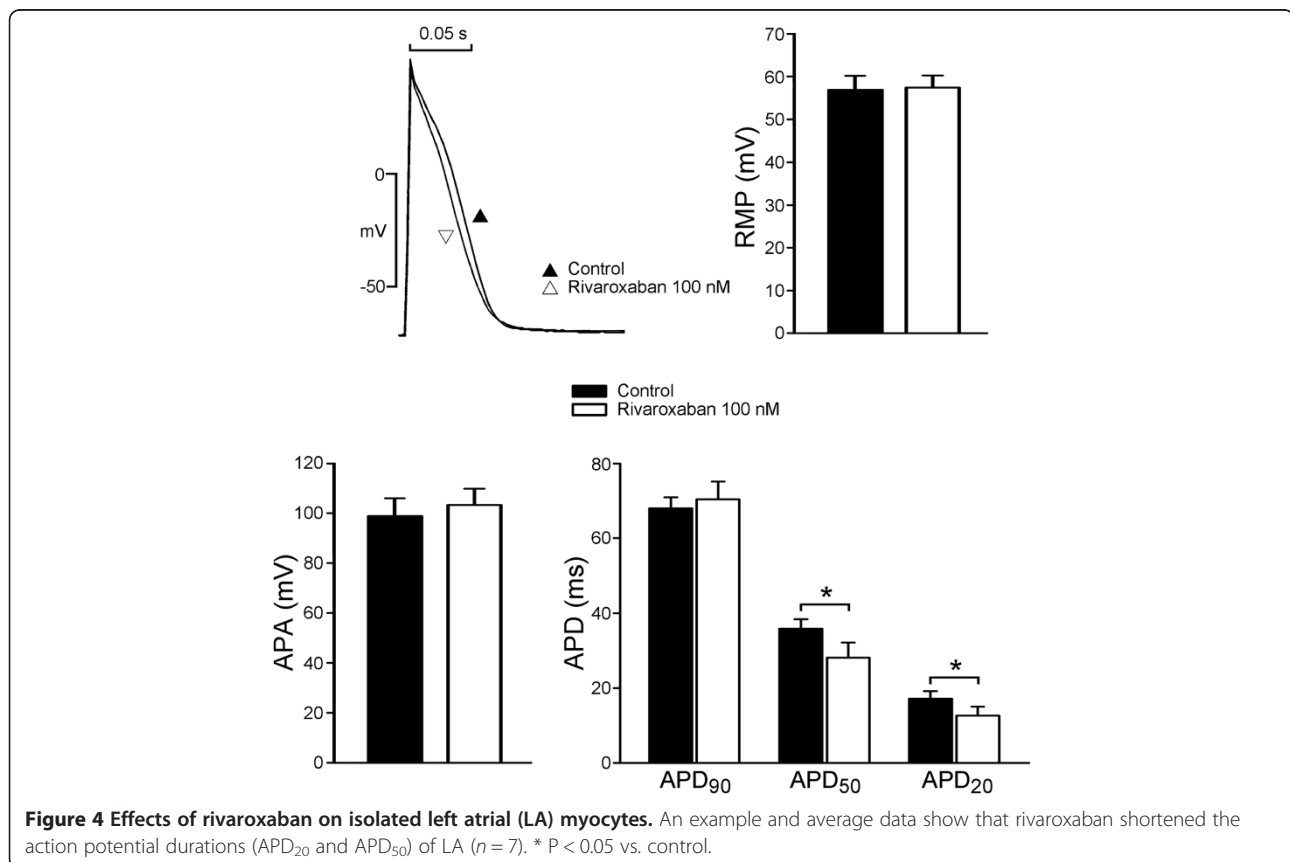 0.05 s
0
mV
-50
▲ Control
△ Rivaroxaban 100 nM
RMP (mV)
70
60
50
40
30
20
10
0
Control
Rivaroxaban 100 nM
APA (mV)
120
100
80
60
40
20
0
APD (ms)
80
60
40
20
0
*
*
APD₉₀ APD₅₀ APD₂₀
Figure 4 Effects of rivaroxaban on isolated left atrial (LA) myocytes. An example and average data show that rivaroxaban shortened the
action potential durations (APD₂₀ and APD₅₀) of LA (n = 7). * P < 0.05 vs. control.